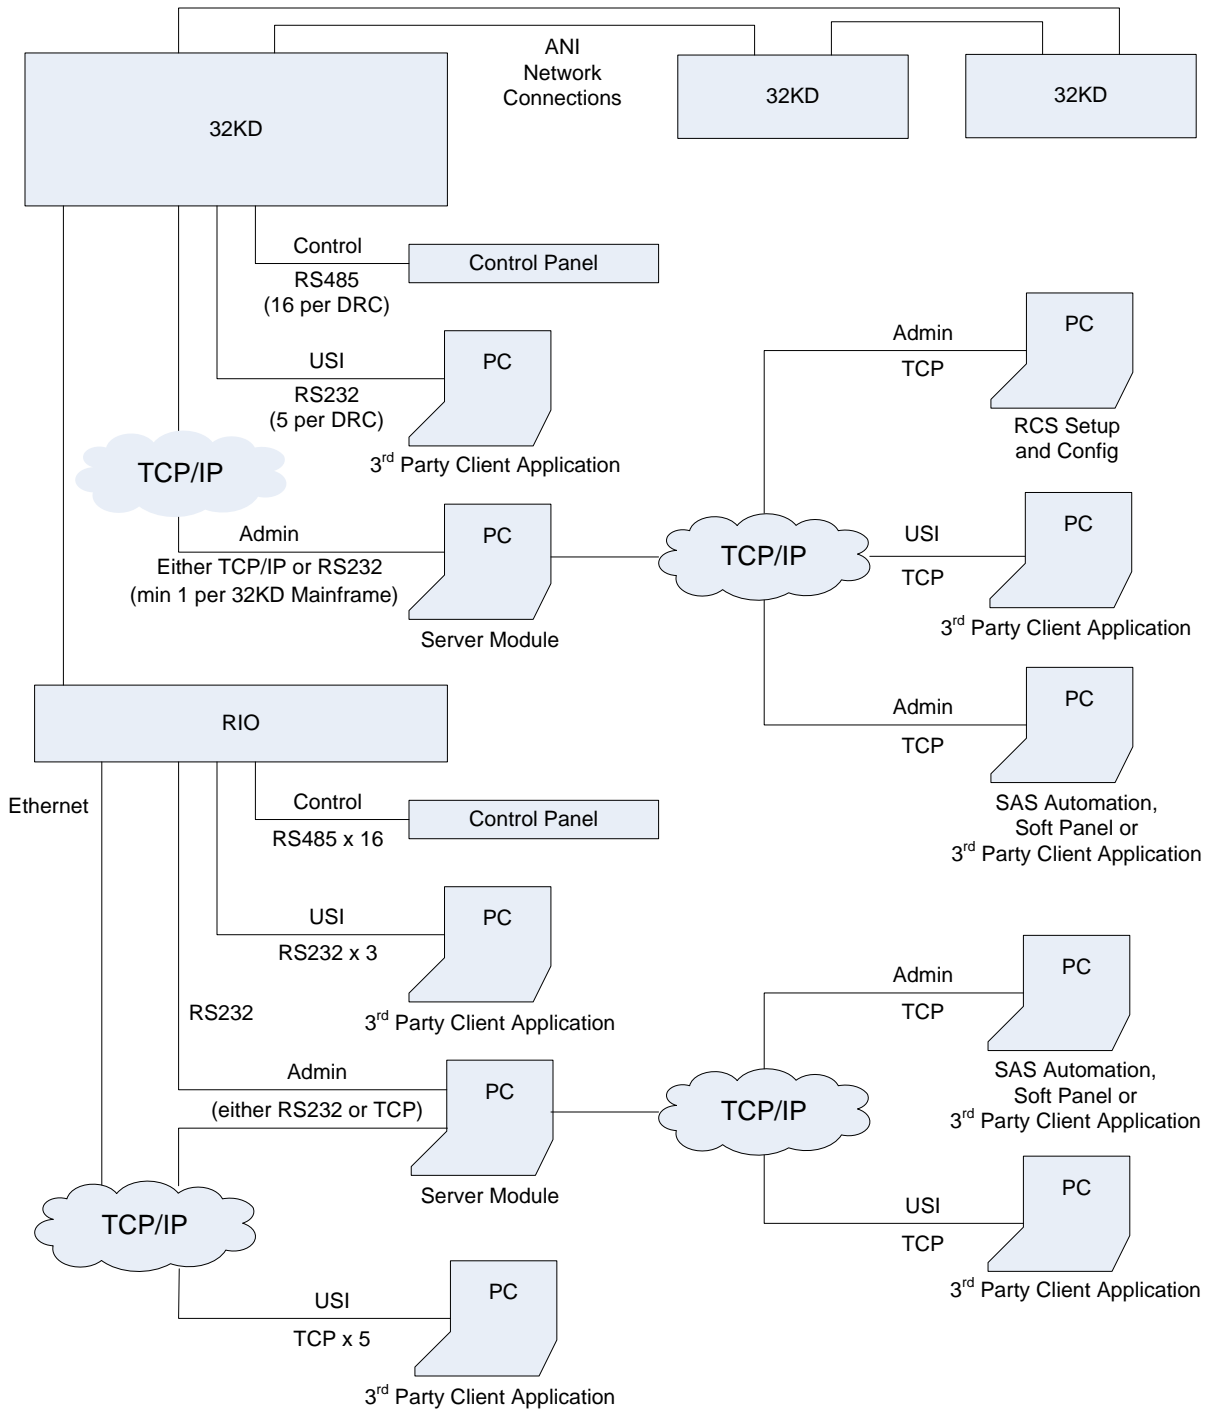 ANI
Network
Connections
32KD
32KD
32KD
Control
RS485
(16 per DRC)
Control Panel
USI
RS232
(5 per DRC)
PC
3rd Party Client Application
TCP/IP
Admin
Either TCP/IP or RS232
(min 1 per 32KD Mainframe)
PC
Server Module
TCP/IP
Admin
TCP
PC
RCS Setup
and Config
USI
TCP
PC
3rd Party Client Application
Admin
TCP
PC
SAS Automation,
Soft Panel or
3rd Party Client Application
RIO
Ethernet
Control
RS485 x 16
Control Panel
USI
RS232 x 3
PC
3rd Party Client Application
RS232
Admin
(either RS232 or TCP)
PC
Server Module
TCP/IP
Admin
TCP
PC
SAS Automation,
Soft Panel or
3rd Party Client Application
USI
TCP
PC
3rd Party Client Application
TCP/IP
USI
TCP x 5
PC
3rd Party Client Application